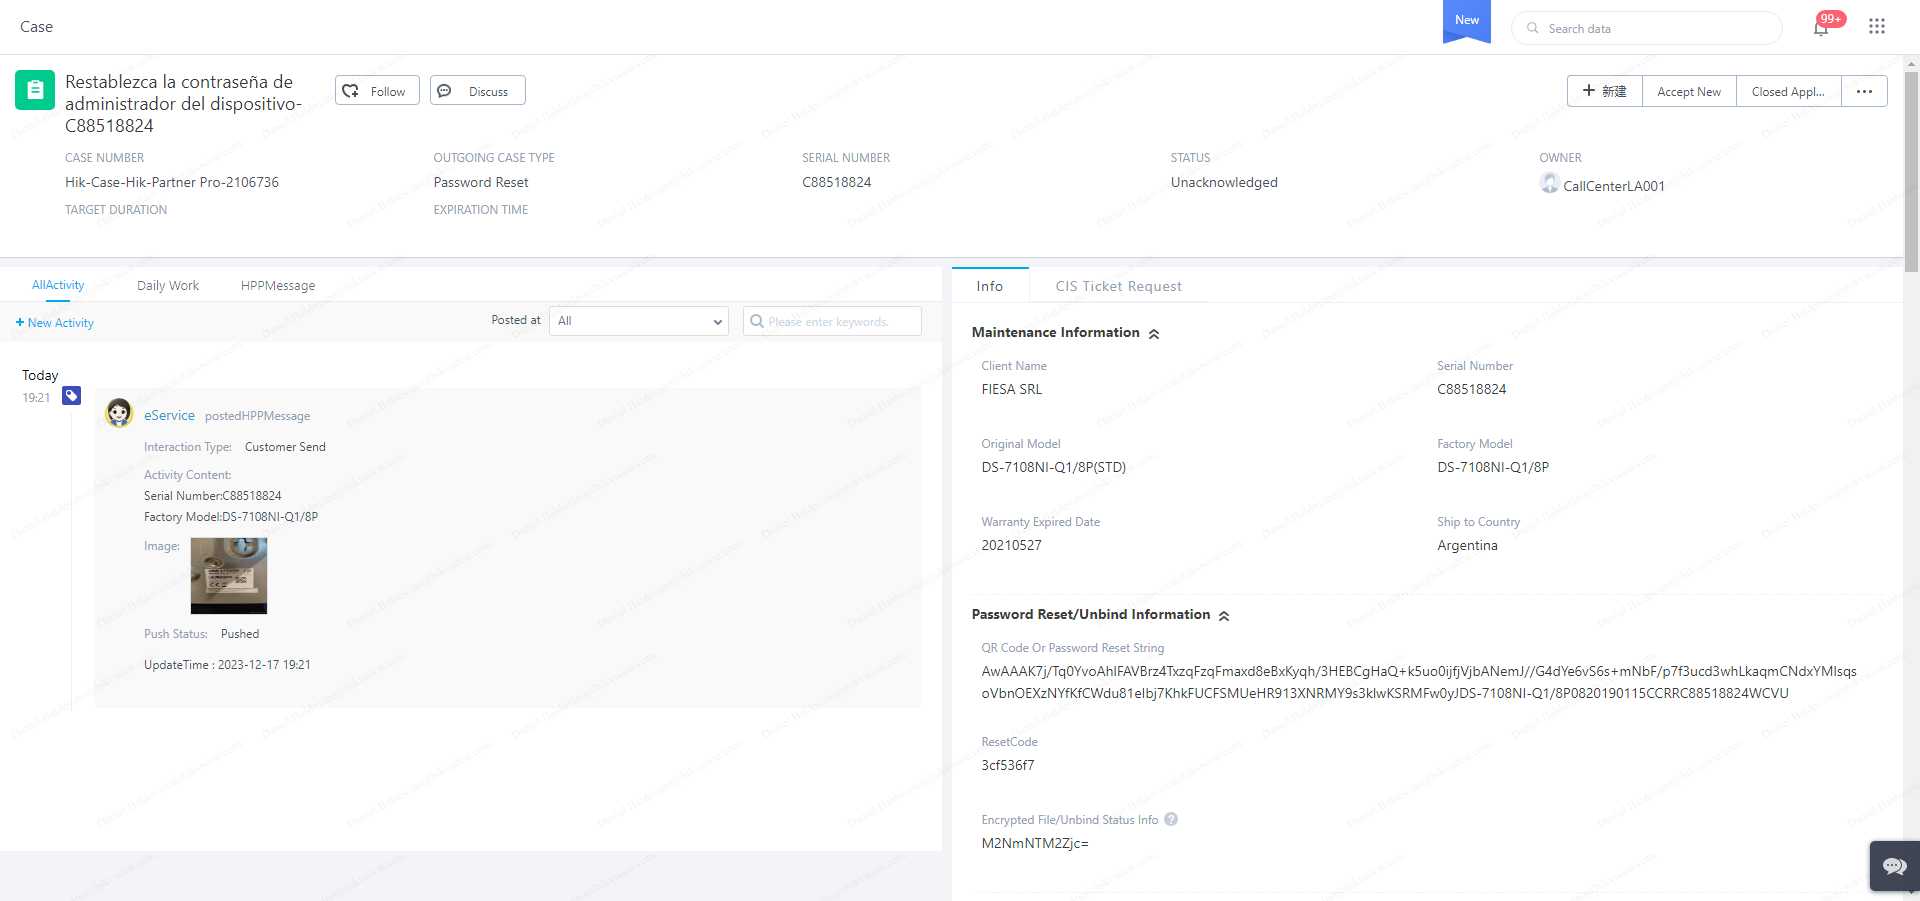 Case
New
Search data
99+
Restablezca la contraseña de
administrador del dispositivo-
C88518824
Follow
Discuss
新建
Accept New
Closed Appl...
CASE NUMBER
Hik-Case-Hik-Partner Pro-2106736
OUTGOING CASE TYPE
Password Reset
SERIAL NUMBER
C88518824
STATUS
Unacknowledged
OWNER
CallCenterLA001
TARGET DURATION
EXPIRATION TIME
AllActivity
Daily Work
HPPMessage
New Activity
Posted at
All
Please enter keywords.
Today
19:21
eService postedHPPMessage
Interaction Type: Customer Send
Activity Content:
Serial Number:C88518824
Factory Model:DS-7108NI-Q1/8P
Image:
Push Status: Pushed
UpdateTime : 2023-12-17 19:21
Info
CIS Ticket Request
Maintenance Information
Client Name
FIESA SRL
Serial Number
C88518824
Original Model
DS-7108NI-Q1/8P(STD)
Factory Model
DS-7108NI-Q1/8P
Warranty Expired Date
20210527
Ship to Country
Argentina
Password Reset/Unbind Information
QR Code Or Password Reset String
AwAAAK7j/Tq0YvoAhIFAVBrz4TxzqFzqFmaxd8eBxKyqh/3HEBCgHaQ+k5uo0ijfjVjbANemJ//G4dYe6vS6s+mNbF/p7f3ucd3whLkaqmCNdxYMIsqs
oVbnOEXzNYfKfCWdu81eIbj7KhkFUCFSMUeHR913XNRMY9s3kIwKSRMFw0yJDS-7108NI-Q1/8P0820190115CCRRC88518824WCVU
ResetCode
3cf536f7
Encrypted File/Unbind Status Info
M2NmNTM2Zjc=